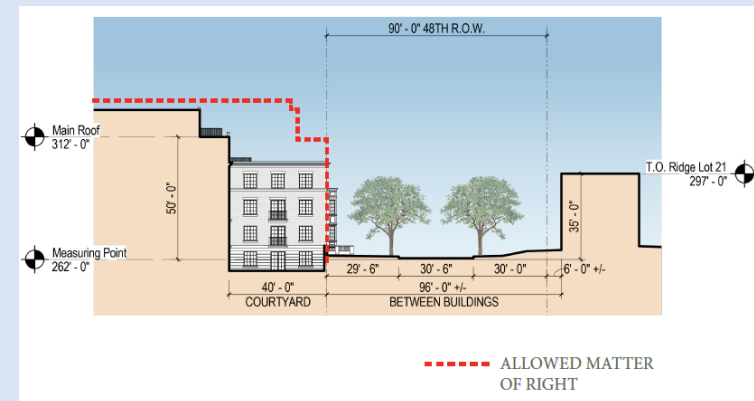 90' - 0" 48TH R.O.W.
Main Roof
312' - 0"
T.O. Ridge Lot 21
297' - 0"
50' - 0"
35' - 0"
Measuring Point
262' - 0"
29' - 6"
30' - 6"
30' - 0"
6' - 0" +/-
40' - 0"
96' - 0" +/-
COURTYARD
BETWEEN BUILDINGS
ALLOWED MATTER
OF RIGHT